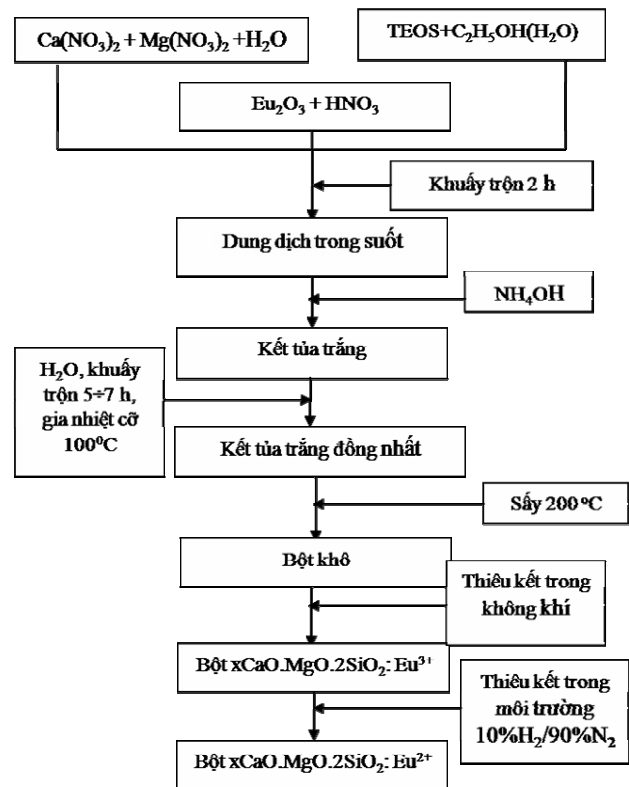 Ca(NO₃)₂ + Mg(NO₃)₂ +H₂O
TEOS+C₂H₅OH(H₂O)
Eu₂O₃ + HNO₃
Khuấy trộn 2 h
Dung dịch trong suốt
NH₄OH
Kết tủa trắng
H₂O, khuấy
trộn 5÷7 h,
gia nhiệt cỡ
100⁰C
Kết tủa trắng đồng nhất
Sấy 200 ᵒC
Bột khô
Thiêu kết trong
không khí
Bột xCaO.MgO.2SiO₂: Eu³⁺
Thiêu kết trong
môi trường
10%H₂/90%N₂
Bột xCaO.MgO.2SiO₂: Eu²⁺